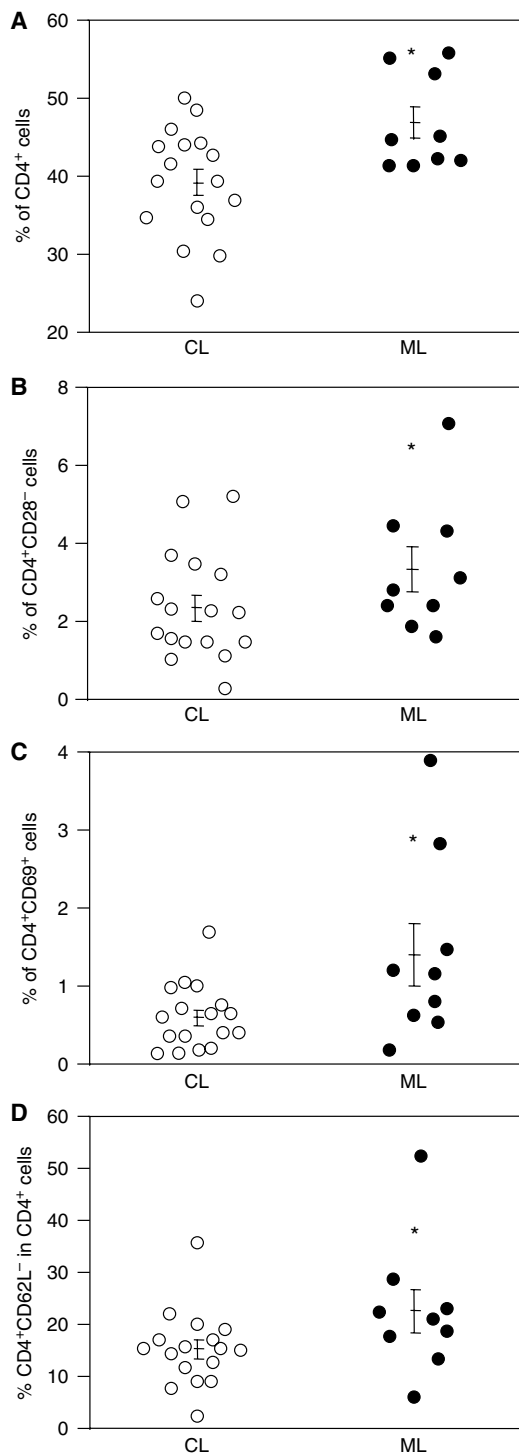 A
% of CD4⁺ cells
60
50
40
30
20
*
CL ML
B
% of CD4⁺CD28⁻ cells
8
6
4
2
0
*
CL ML
C
% of CD4⁺CD69⁺ cells
4
3
2
1
0
*
CL ML
D
% CD4⁺CD62L⁻ in CD4⁺ cells
60
50
40
30
20
10
0
*
CL ML